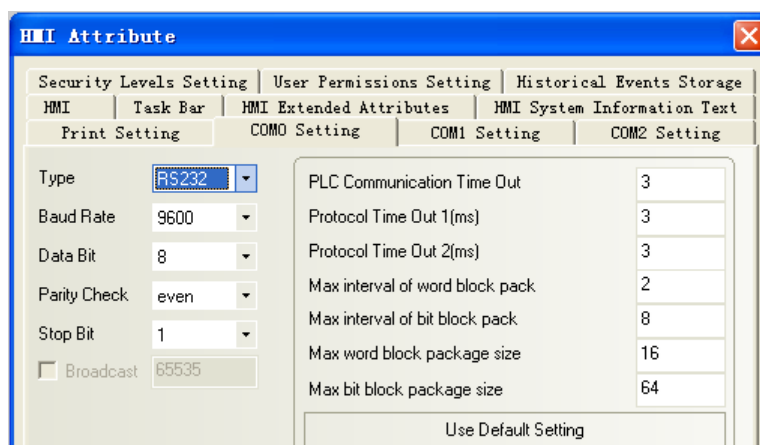 HMI Attribute
Security Levels Setting User Permissions Setting Historical Events Storage
HMI Task Bar HMI Extended Attributes HMI System Information Text
Print Setting COM0 Setting COM1 Setting COM2 Setting
Type RS232
Baud Rate 9600
Data Bit 8
Parity Check even
Stop Bit 1
Broadcast 65535
PLC Communication Time Out 3
Protocol Time Out 1(ms) 3
Protocol Time Out 2(ms) 3
Max interval of word block pack 2
Max interval of bit block pack 8
Max word block package size 16
Max bit block package size 64
Use Default Setting